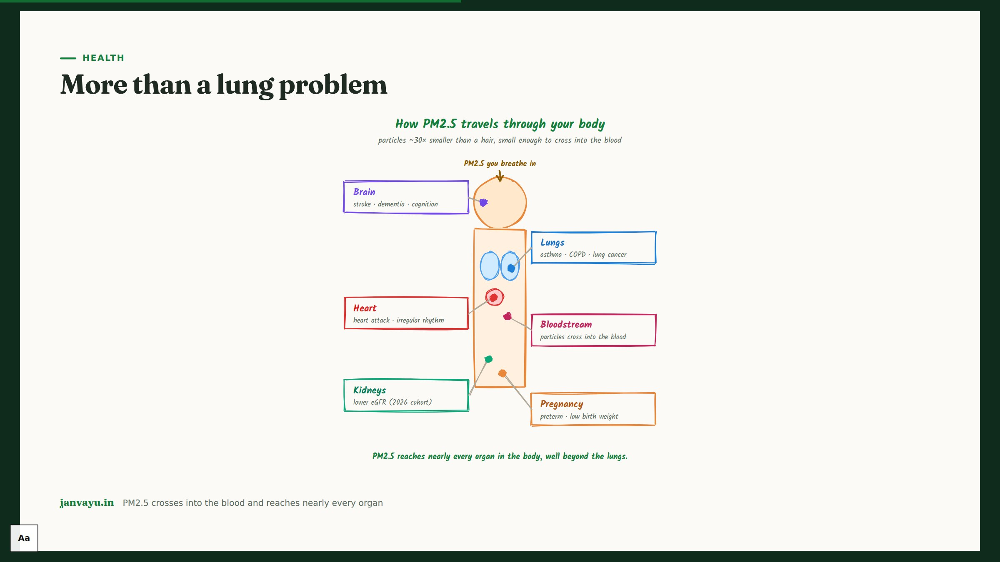 HEALTH
More than a lung problem
How PM2.5 travels through your body
particles ~30× smaller than a hair, small enough to cross into the blood
PM2.5 you breathe in
Brain
stroke · dementia · cognition
Lungs
asthma · COPD · lung cancer
Heart
heart attack · irregular rhythm
Bloodstream
particles cross into the blood
Kidneys
lower eGFR (2026 cohort)
Pregnancy
preterm · low birth weight
PM2.5 reaches nearly every organ in the body, well beyond the lungs.
janvayu.in PM2.5 crosses into the blood and reaches nearly every organ
Aa